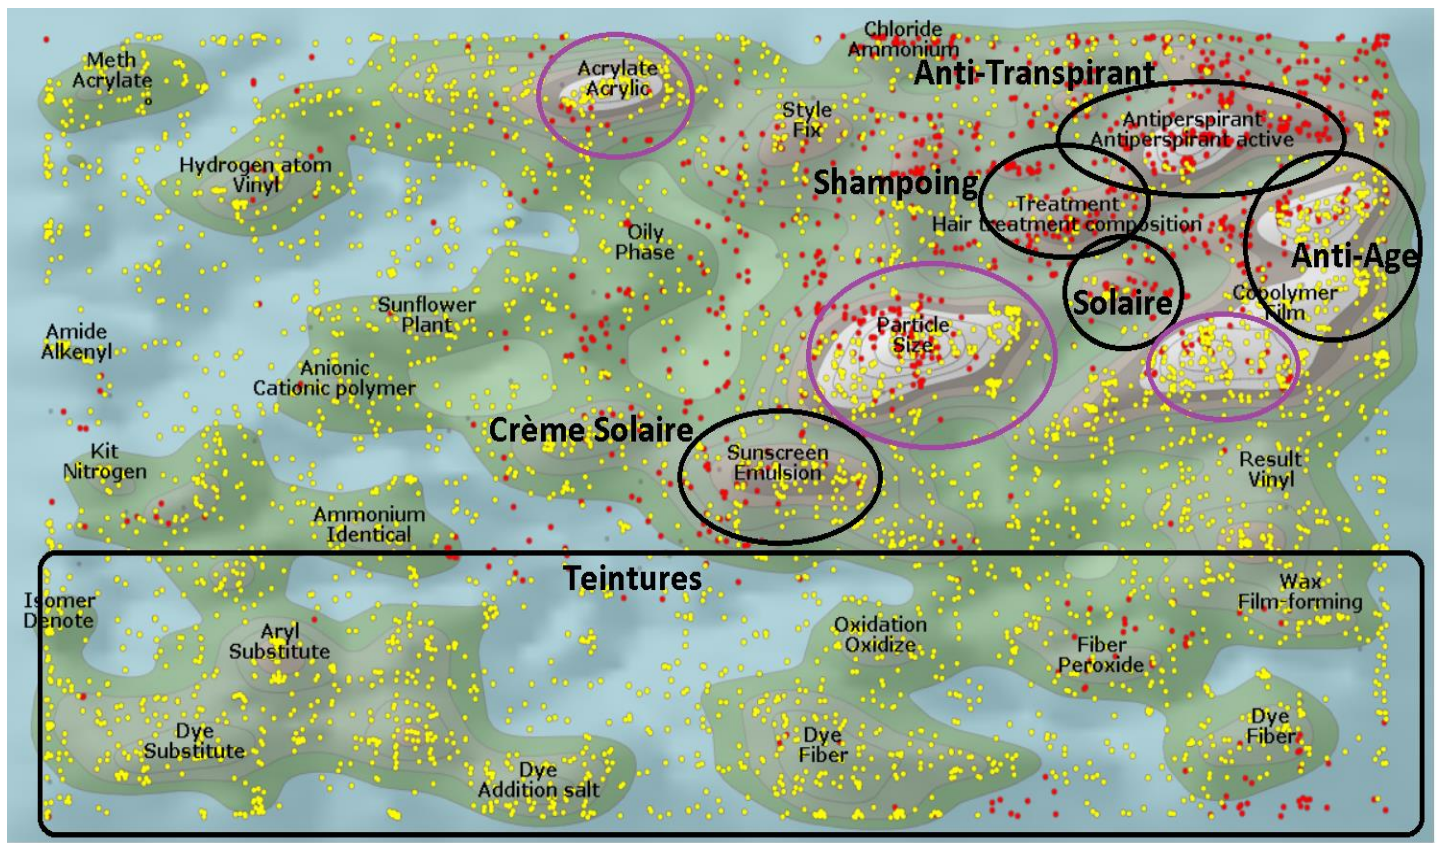 Chloride
Ammonium
Meth
Acrylate
Acrylate
Acrylic
Anti-Transpirant
Style
Fix
Antiperspirant
Antiperspirant active
Hydrogen atom
Vinyl
Shampoing
Treatment
Hair treatment composition
Oily
Phase
Anti-Age
Solaire
Copolymer
Film
Sunflower
Plant
Particle
Size
Amide
Alkenyl
Anionic
Cationic polymer
Crème Solaire
Kit
Nitrogen
Sunscreen
Emulsion
Result
Vinyl
Ammonium
Identical
Teintures
Isomer
Denote
Wax
Film-forming
Aryl
Substitute
Oxidation
Oxidize
Fiber
Peroxide
Dye
Substitute
Dye
Fiber
Dye
Fiber
Dye
Addition salt